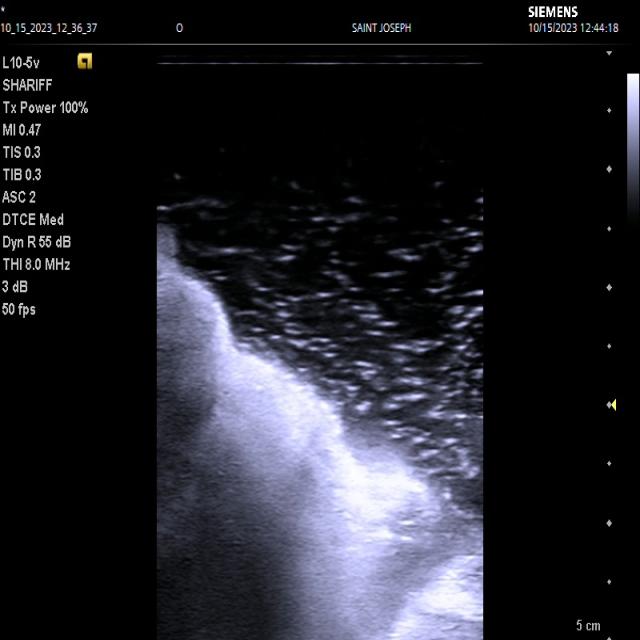 *
SIEMENS
10_15_2023_12_36_37 O SAINT JOSEPH 10/15/2023 12:44:18
L10-5v
SHARIFF
Tx Power 100%
MI 0.47
TIS 0.3
TIB 0.3
ASC 2
DTCE Med
Dyn R 55 dB
THI 8.0 MHz
3 dB
50 fps
5 cm